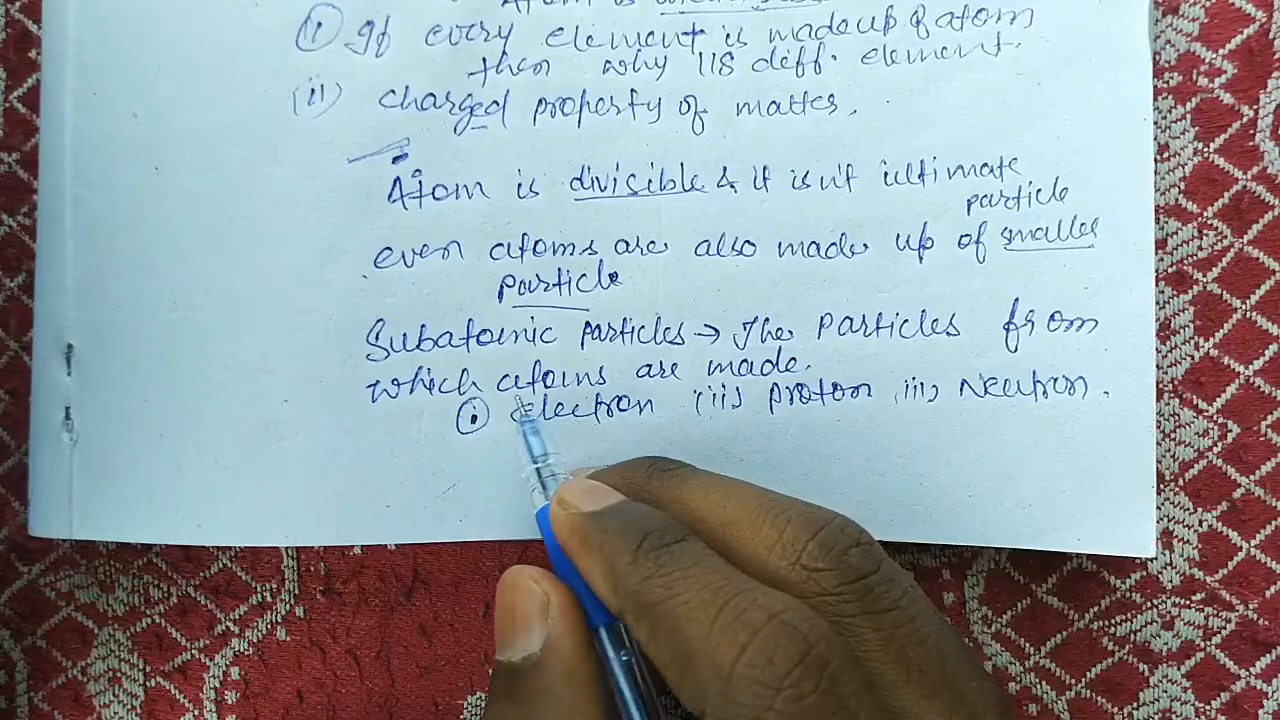 Atom is
(i) If every element is made up of atom
then why 118 diff. element.
(ii) charged property of matter.
Atom is divisible & it isn't ultimate
particle
even atoms are also made up of smaller
particle
Subatomic particles → The particles from
which atoms are made.
(i) electron (ii) proton (iii) Neutron.